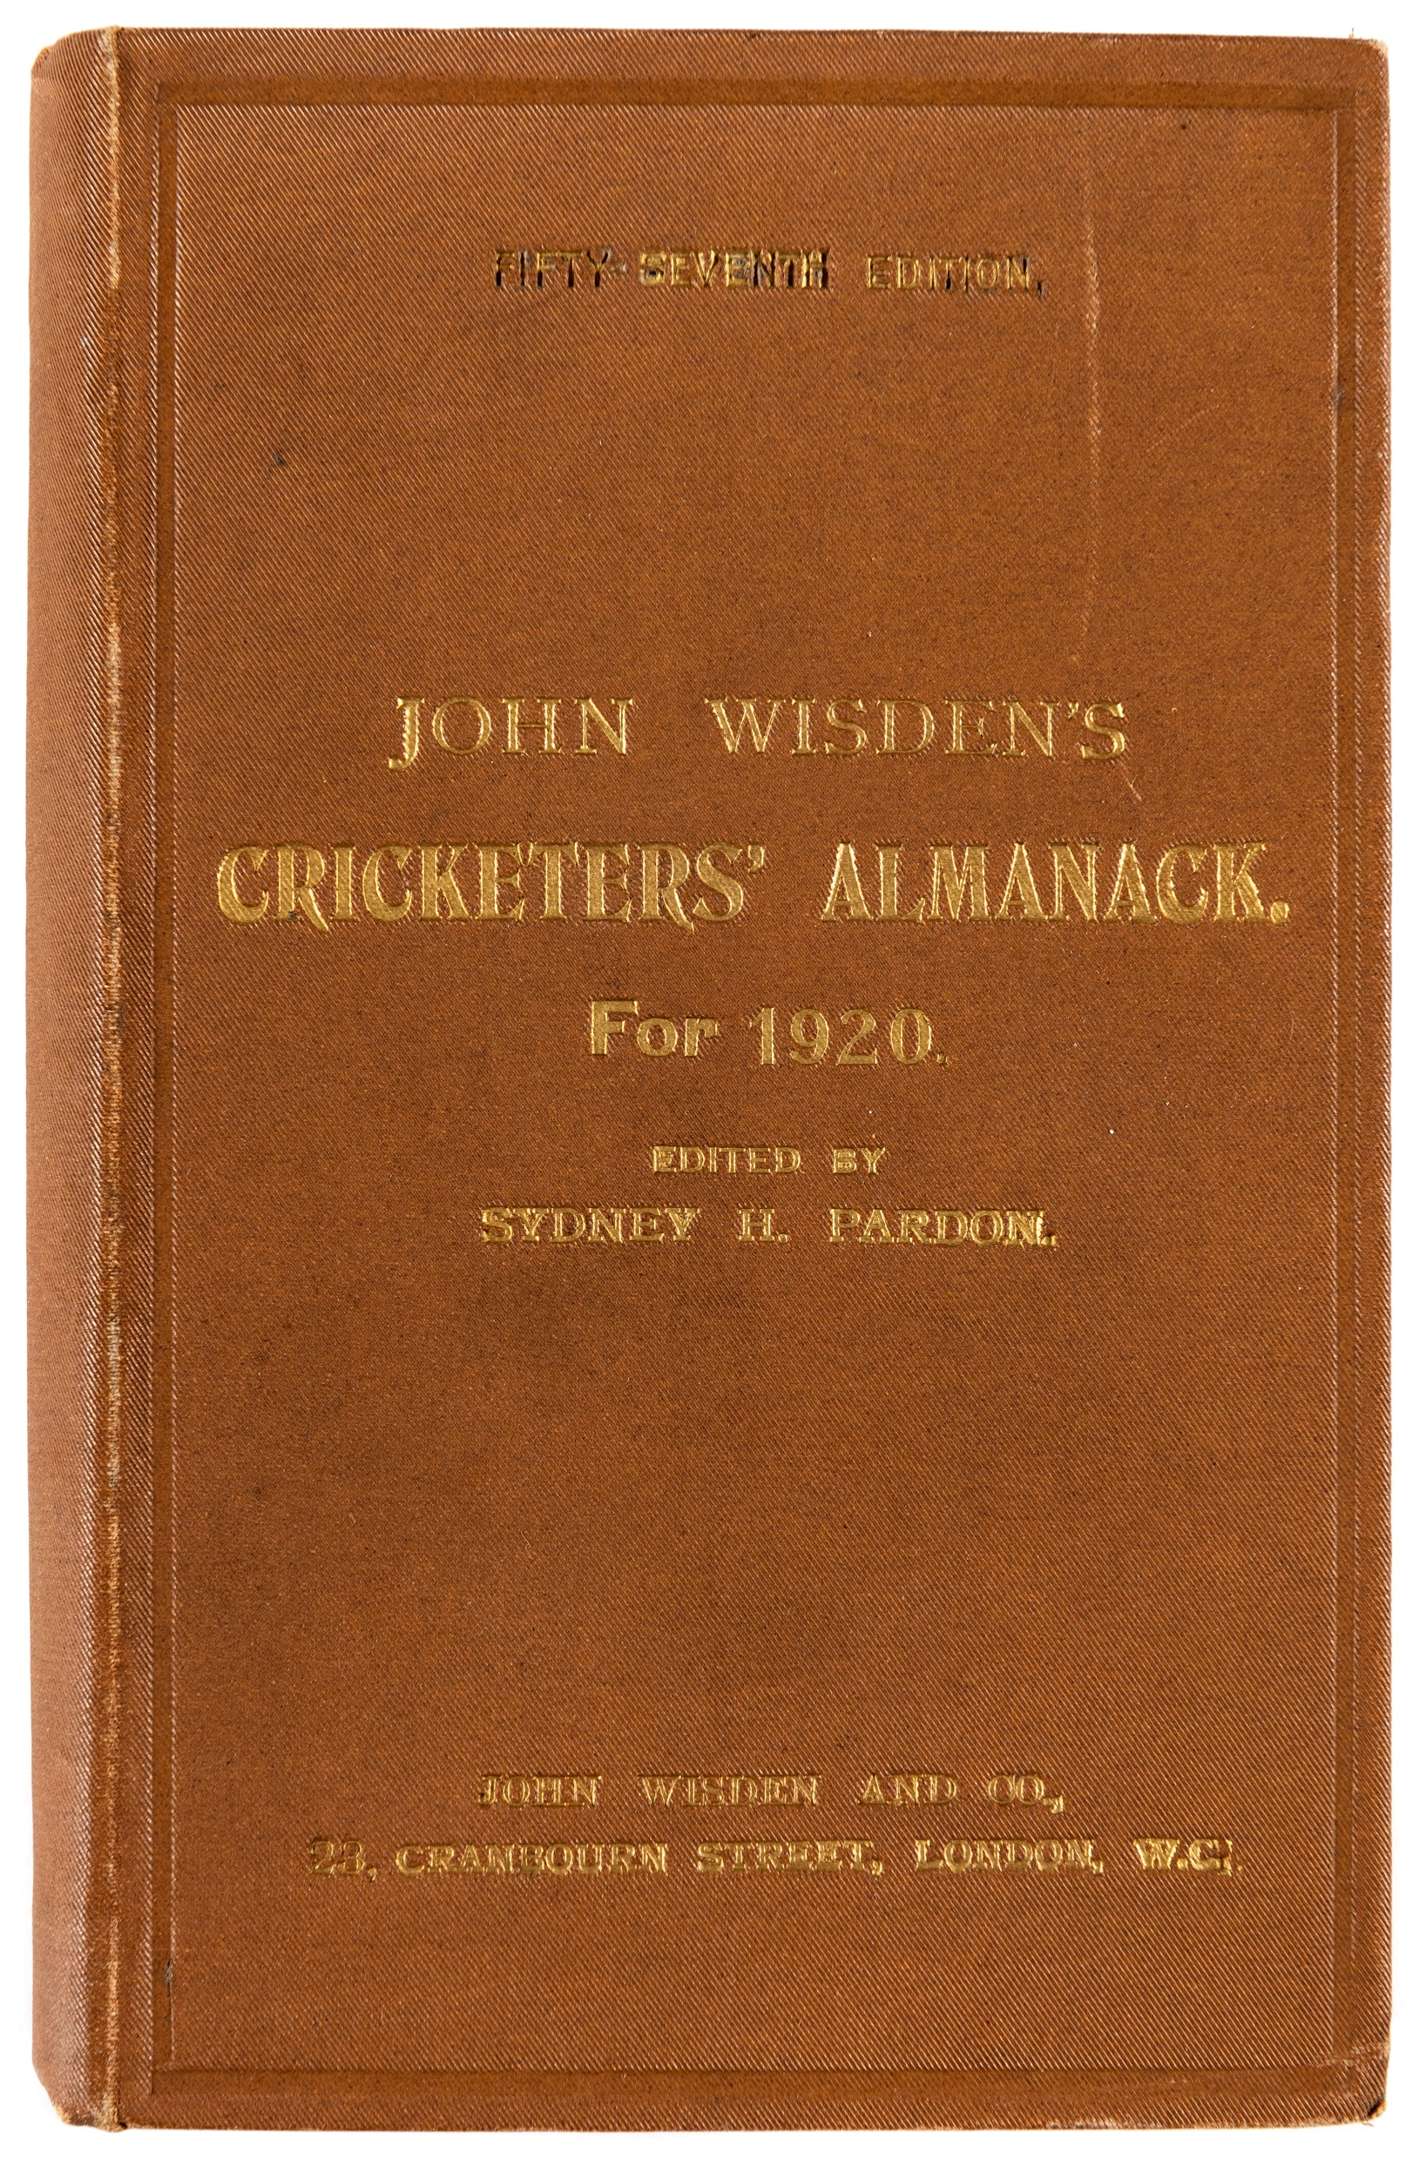 FIFTY-SEVENTH EDITION.
JOHN WISDEN'S
CRICKETERS' ALMANACK.
For 1920.
EDITED BY
SYDNEY H. PARDON.
JOHN WISDEN AND CO.,
23, CRANBOURN STREET, LONDON, W.C.